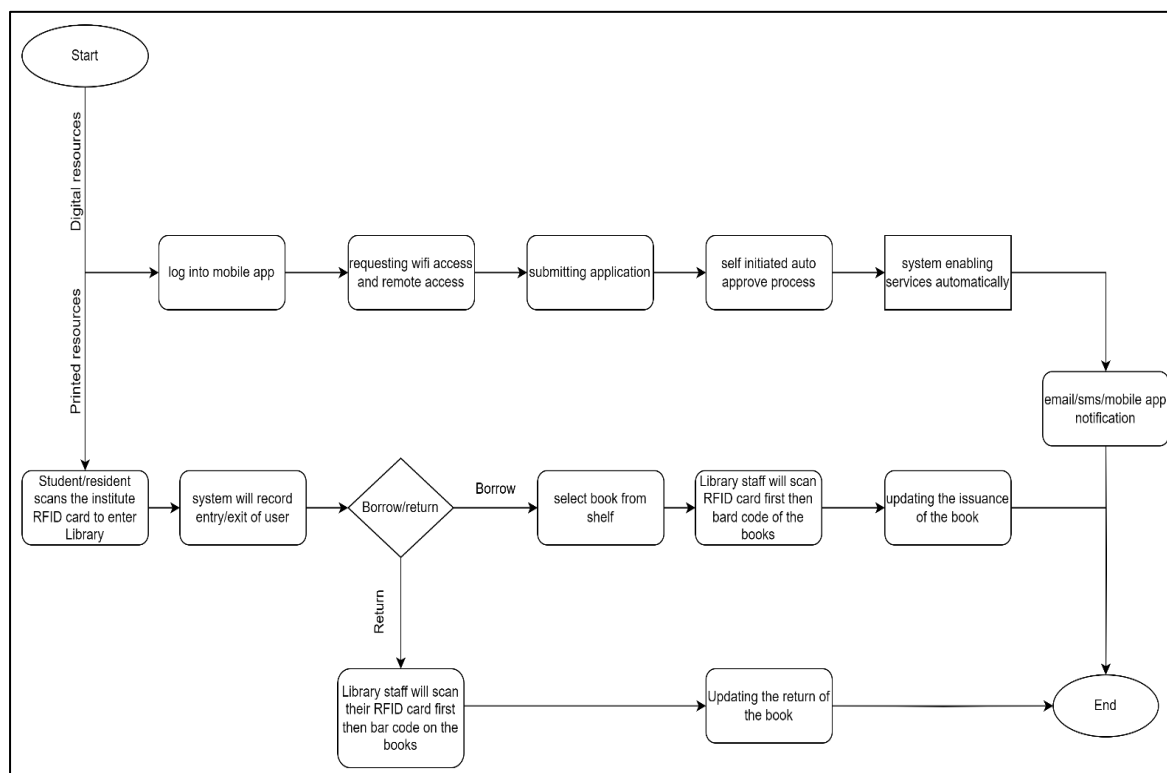 Start
Digital resources
Printed resources
log into mobile app
requesting wifi access
and remote access
submitting application
self initiated auto
approve process
system enabling
services automatically
email/sms/mobile app
notification
Student/resident
scans the institute
RFID card to enter
Library
system will record
entry/exit of user
Borrow/return
Borrow
select book from
shelf
Library staff will scan
RFID card first then
bard code of the
books
updating the issuance
of the book
Return
Library staff will scan
their RFID card first
then bar code on the
books
Updating the return of
the book
End